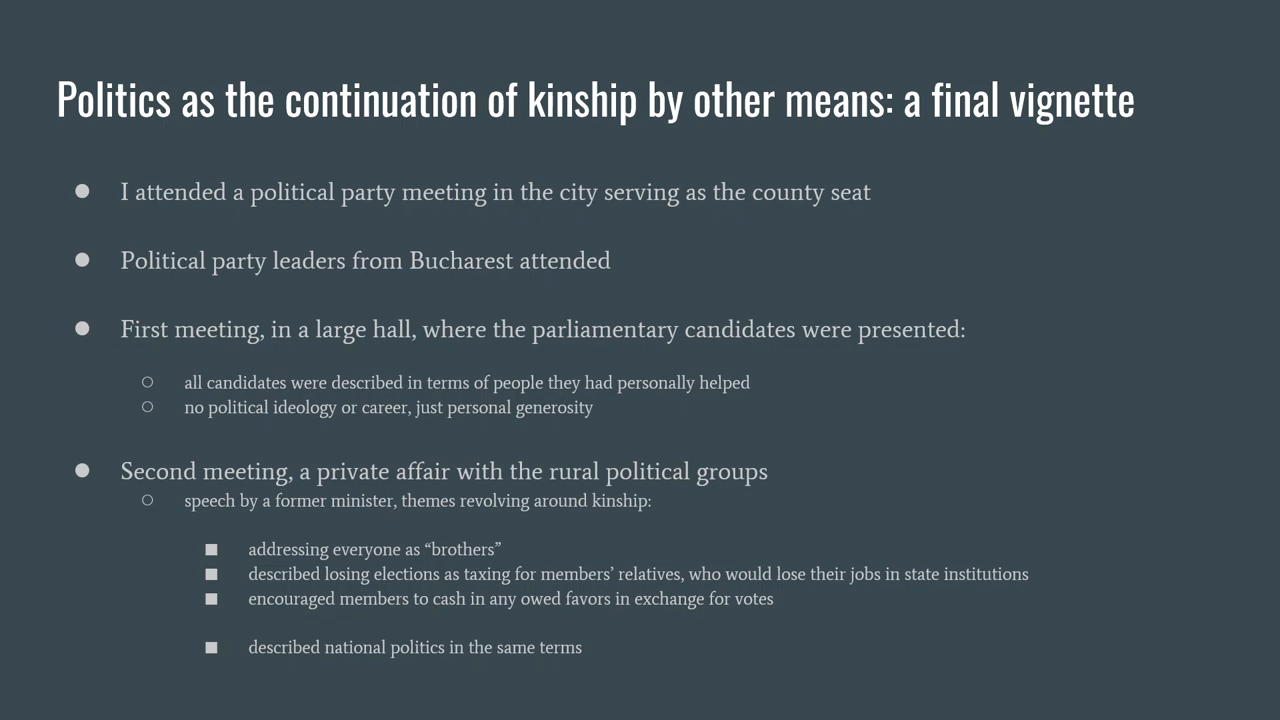 Politics as the continuation of kinship by other means: a final vignette
● I attended a political party meeting in the city serving as the county seat
● Political party leaders from Bucharest attended
● First meeting, in a large hall, where the parliamentary candidates were presented:
○ all candidates were described in terms of people they had personally helped
○ no political ideology or career, just personal generosity
● Second meeting, a private affair with the rural political groups
○ speech by a former minister, themes revolving around kinship:
■ addressing everyone as “brothers”
■ described losing elections as taxing for members’ relatives, who would lose their jobs in state institutions
■ encouraged members to cash in any owed favors in exchange for votes
■ described national politics in the same terms